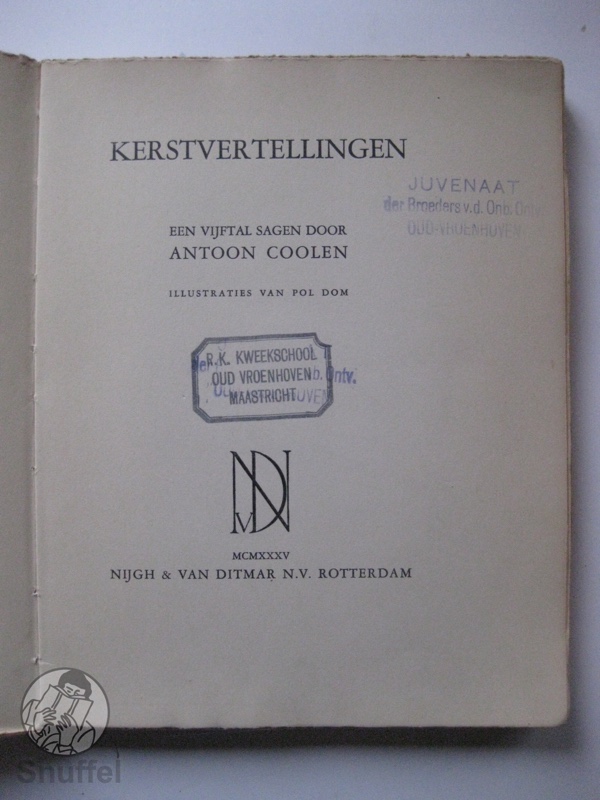 KERSTVERTELLINGEN
JUVENAAT
der Broeders v.d. Onb. Ontv.
OUD-VROENHOVEN
EEN VIJFTAL SAGEN DOOR
ANTOON COOLEN
ILLUSTRATIES VAN POL DOM
R.K. KWEEKSCHOOL
OUD VROENHOVEN
MAASTRICHT
b. Ontv.
MCMXXXV
NIJGH & VAN DITMAR N.V. ROTTERDAM
Snuffel